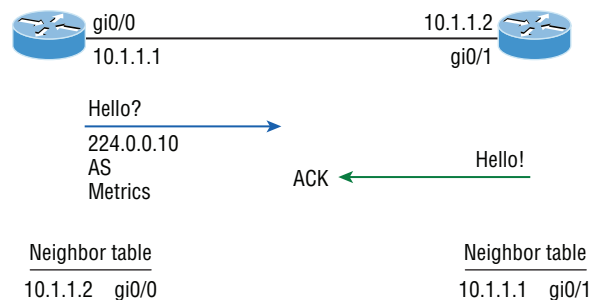 gi0/0
10.1.1.2
10.1.1.1
gi0/1
Hello?
224.0.0.10
AS
Metrics
Hello!
ACK
Neighbor table
10.1.1.2 gi0/0
Neighbor table
10.1.1.1 gi0/1